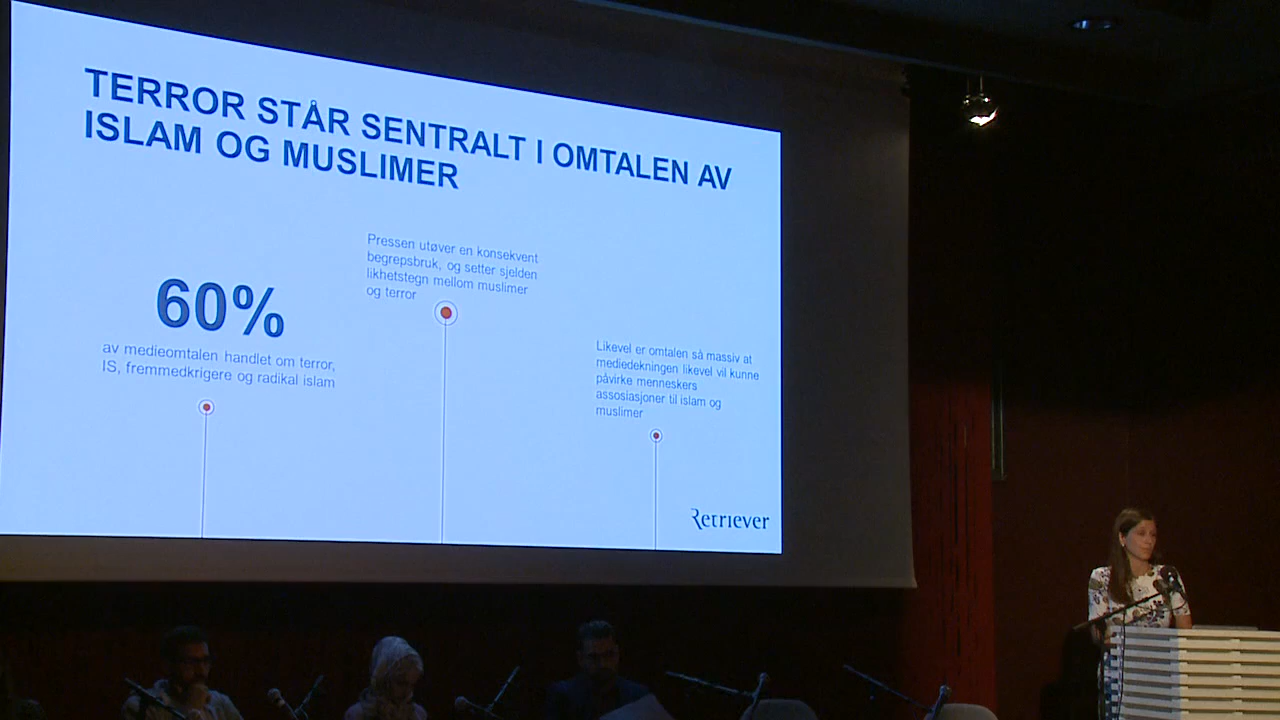 TERROR STÅR SENTRALT I OMTALEN AV
ISLAM OG MUSLIMER
60%
av medieomtalen handlet om terror,
IS, fremmedkrigere og radikal islam
Pressen utøver en konsekvent
begrepsbruk, og setter sjelden
likhetstegn mellom muslimer
og terror
Likevel er omtalen så massiv at
mediedekningen likevel vil kunne
påvirke menneskers
assosiasjoner til islam og
muslimer
Retriever